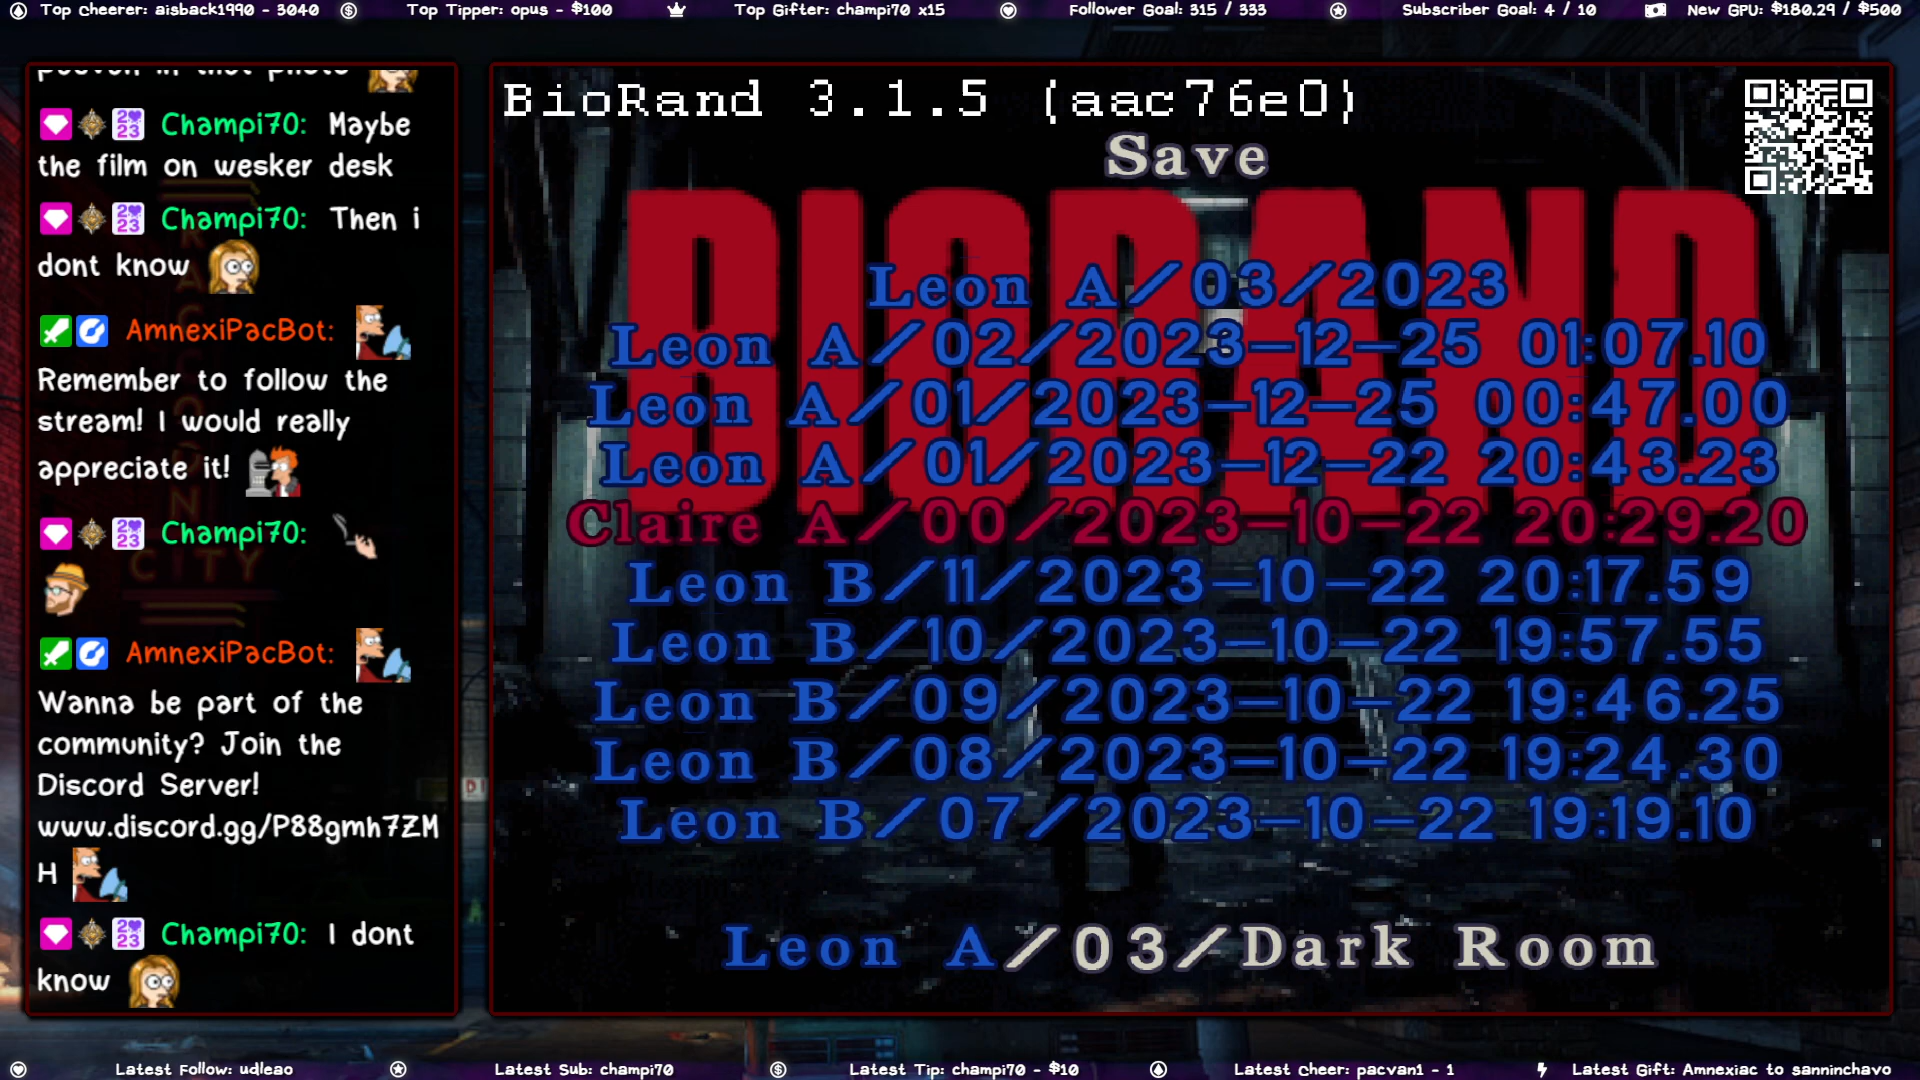 Top Cheerer: aisback1990 - 3040 Top Tipper: opus - $100 Top Gifter: champi70 x15 Follower Goal: 315 / 333 Subscriber Goal: 4 / 10 New GPU: $180.29 / $500
Champi70: Maybe
the film on wesker desk
Champi70: Then i
dont know
AmnexiPacBot:
Remember to follow the
stream! I would really
appreciate it!
Champi70:
AmnexiPacBot:
Wanna be part of the
community? Join the
Discord Server!
www.discord.gg/P88gmh7ZM
H
Champi70: I dont
know
BioRand 3.1.5 (aac76e0)
Save
BIORAND
Leon A/03/2023
Leon A/02/2023-12-25 01:07.10
Leon A/01/2023-12-25 00:47.00
Leon A/01/2023-12-22 20:43.23
Claire A/00/2023-10-22 20:29.20
Leon B/11/2023-10-22 20:17.59
Leon B/10/2023-10-22 19:57.55
Leon B/09/2023-10-22 19:46.25
Leon B/08/2023-10-22 19:24.30
Leon B/07/2023-10-22 19:19.10
Leon A/03/Dark Room
Latest Follow: udleao Latest Sub: champi70 Latest Tip: champi70 - $10 Latest Cheer: pacvan1 - 1 Latest Gift: Amnexiac to sanninchavo